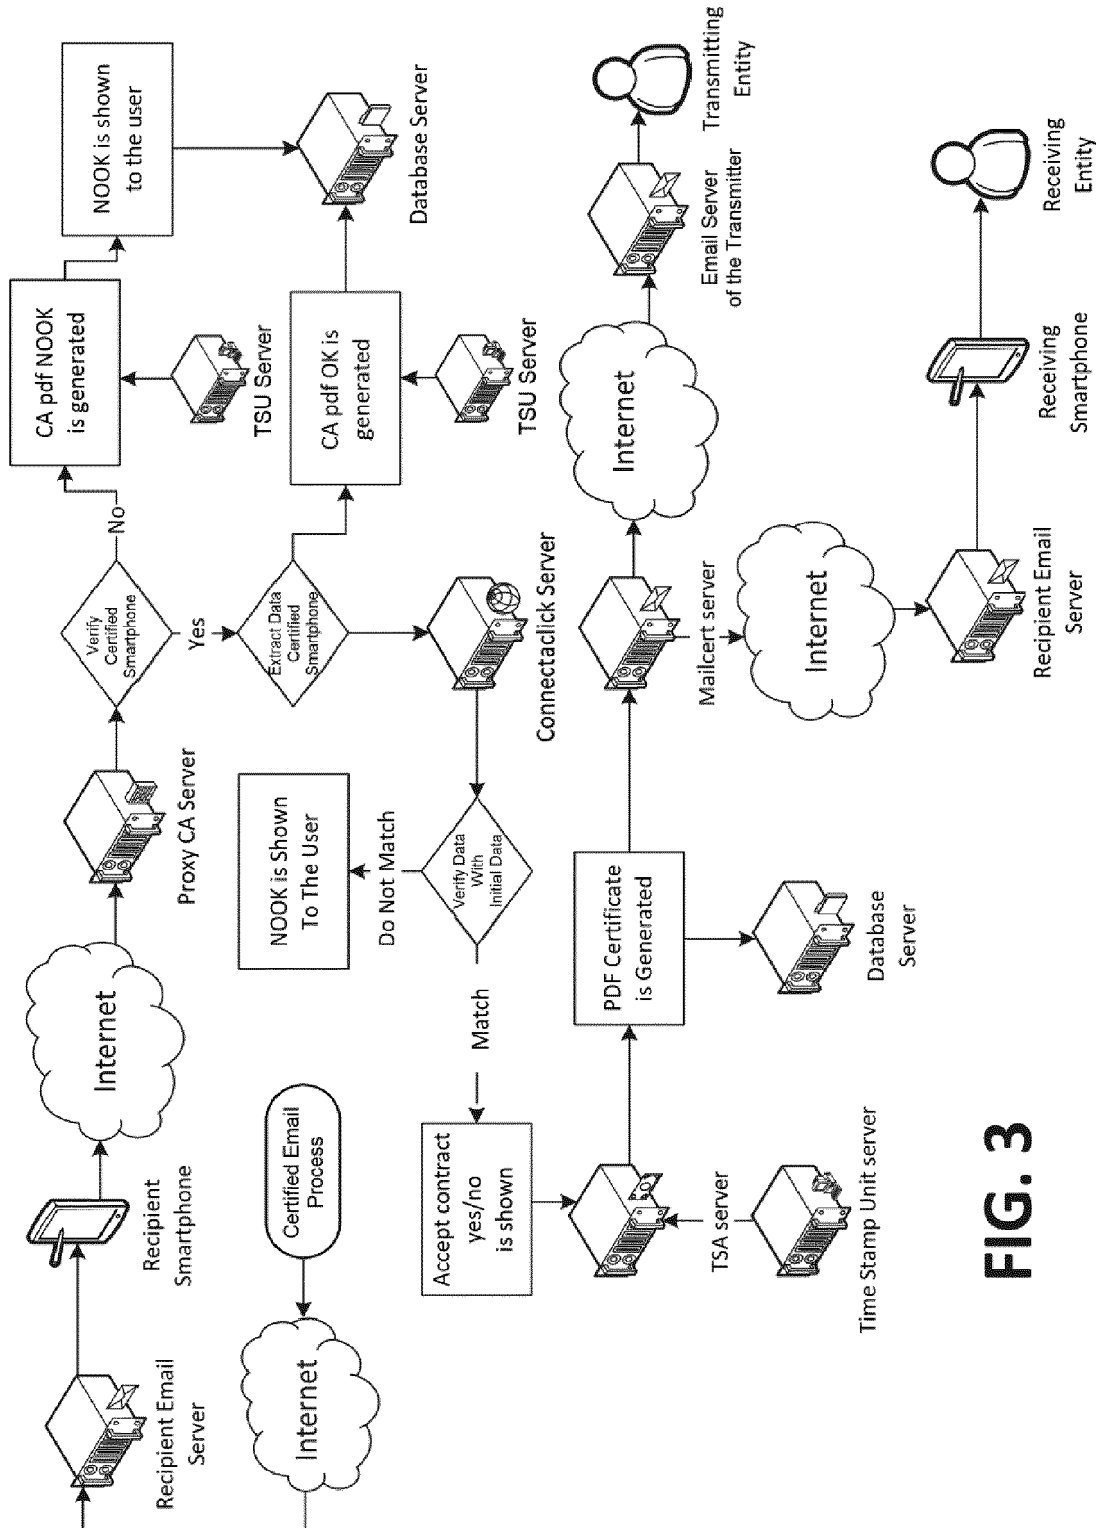 Recipient Email
Server
Recipient
Smartphone
Internet
Proxy CA Server
Verify
Certified
Smartphone
No
Yes
CA pdf NOOK
is generated
TSU Server
NOOK is shown
to the user
Database Server
Internet
Certified Email
Process
Extract Data
Certified
Smartphone
CA pdf OK is
generated
TSU Server
Connectaclick Server
NOOK is Shown
To The User
Do Not Match
Verify Data
With
Initial Data
Match
Accept contract
yes/no
is shown
TSA server
Time Stamp Unit server
PDF Certificate
is Generated
Database
Server
Mailcert server
Internet
Email Server
of the Transmitter
Transmitting
Entity
Internet
Recipient Email
Server
Receiving
Smartphone
Receiving
Entity
FIG. 3